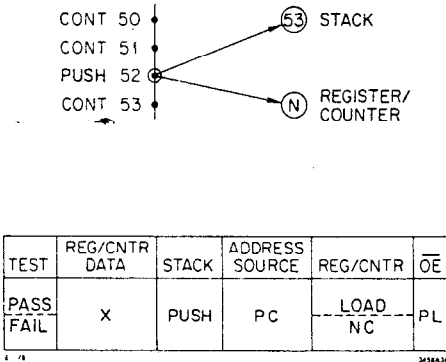 CONT 50
CONT 51
PUSH 52
CONT 53
53 STACK
N REGISTER/
COUNTER
TEST REG/CNTR DATA STACK ADDRESS SOURCE REG/CNTR OE
PASS FAIL X PUSH PC LOAD NC PL